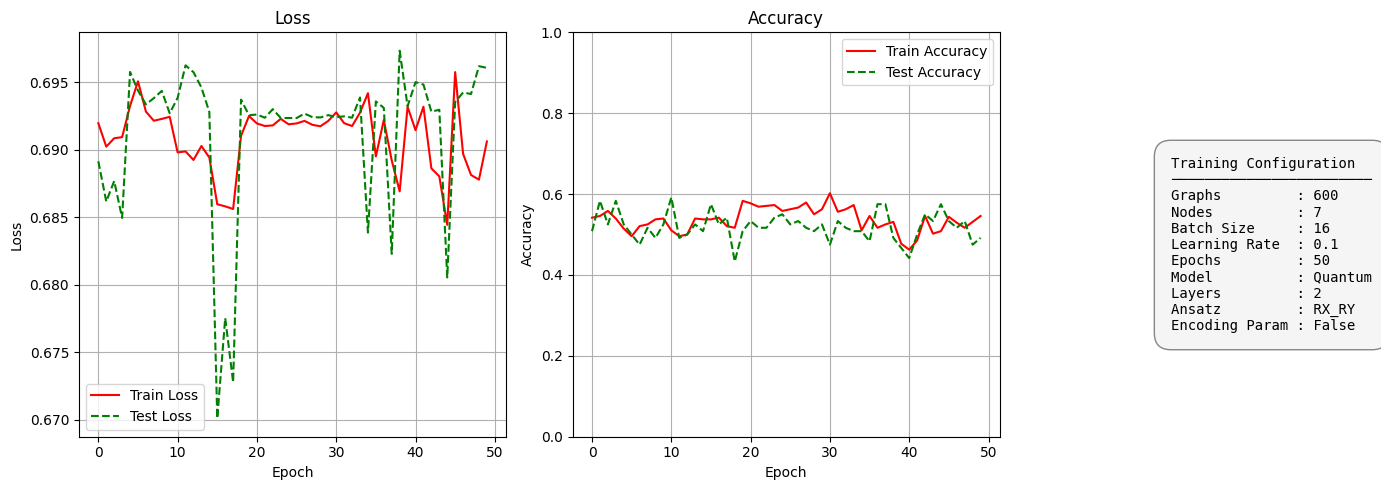 Loss
0.695
0.690
0.685
0.680
0.675
0.670
Loss
Train Loss
Test Loss
0 10 20 30 40 50
Epoch
Accuracy
1.0
0.8
0.6
0.4
0.2
0.0
Accuracy
Train Accuracy
Test Accuracy
0 10 20 30 40 50
Epoch
Training Configuration
Graphs : 600
Nodes : 7
Batch Size : 16
Learning Rate : 0.1
Epochs : 50
Model : Quantum
Layers : 2
Ansatz : RX_RY
Encoding Param : False